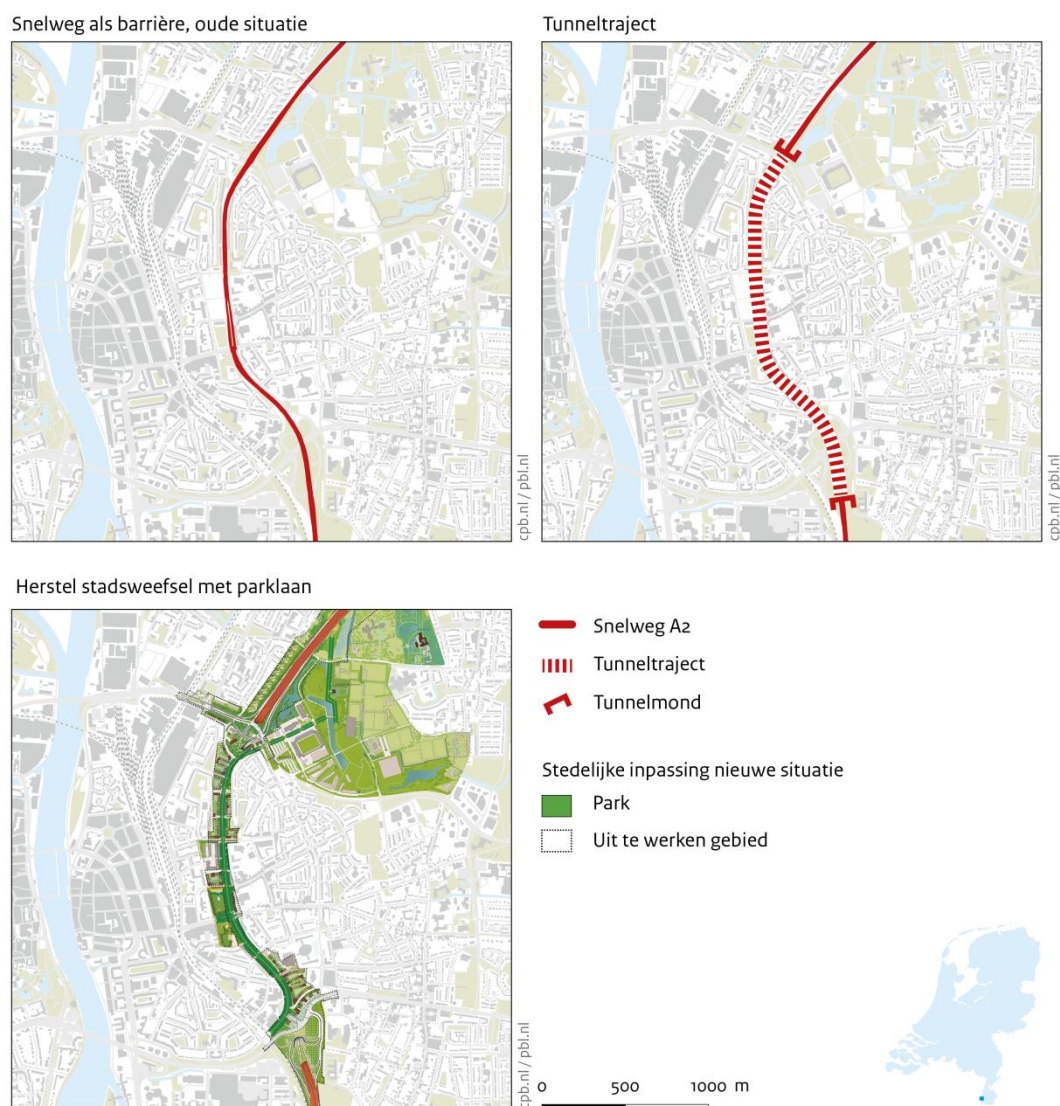 Snelweg als barrière, oude situatie
Tunneltraject
cpb.nl / pbl.nl
cpb.nl / pbl.nl
Herstel stadsweefsel met parklaan
cpb.nl / pbl.nl
Snelweg A2
Tunneltraject
Tunnelmond
Stedelijke inpassing nieuwe situatie
Park
Uit te werken gebied
0 500 1000 m